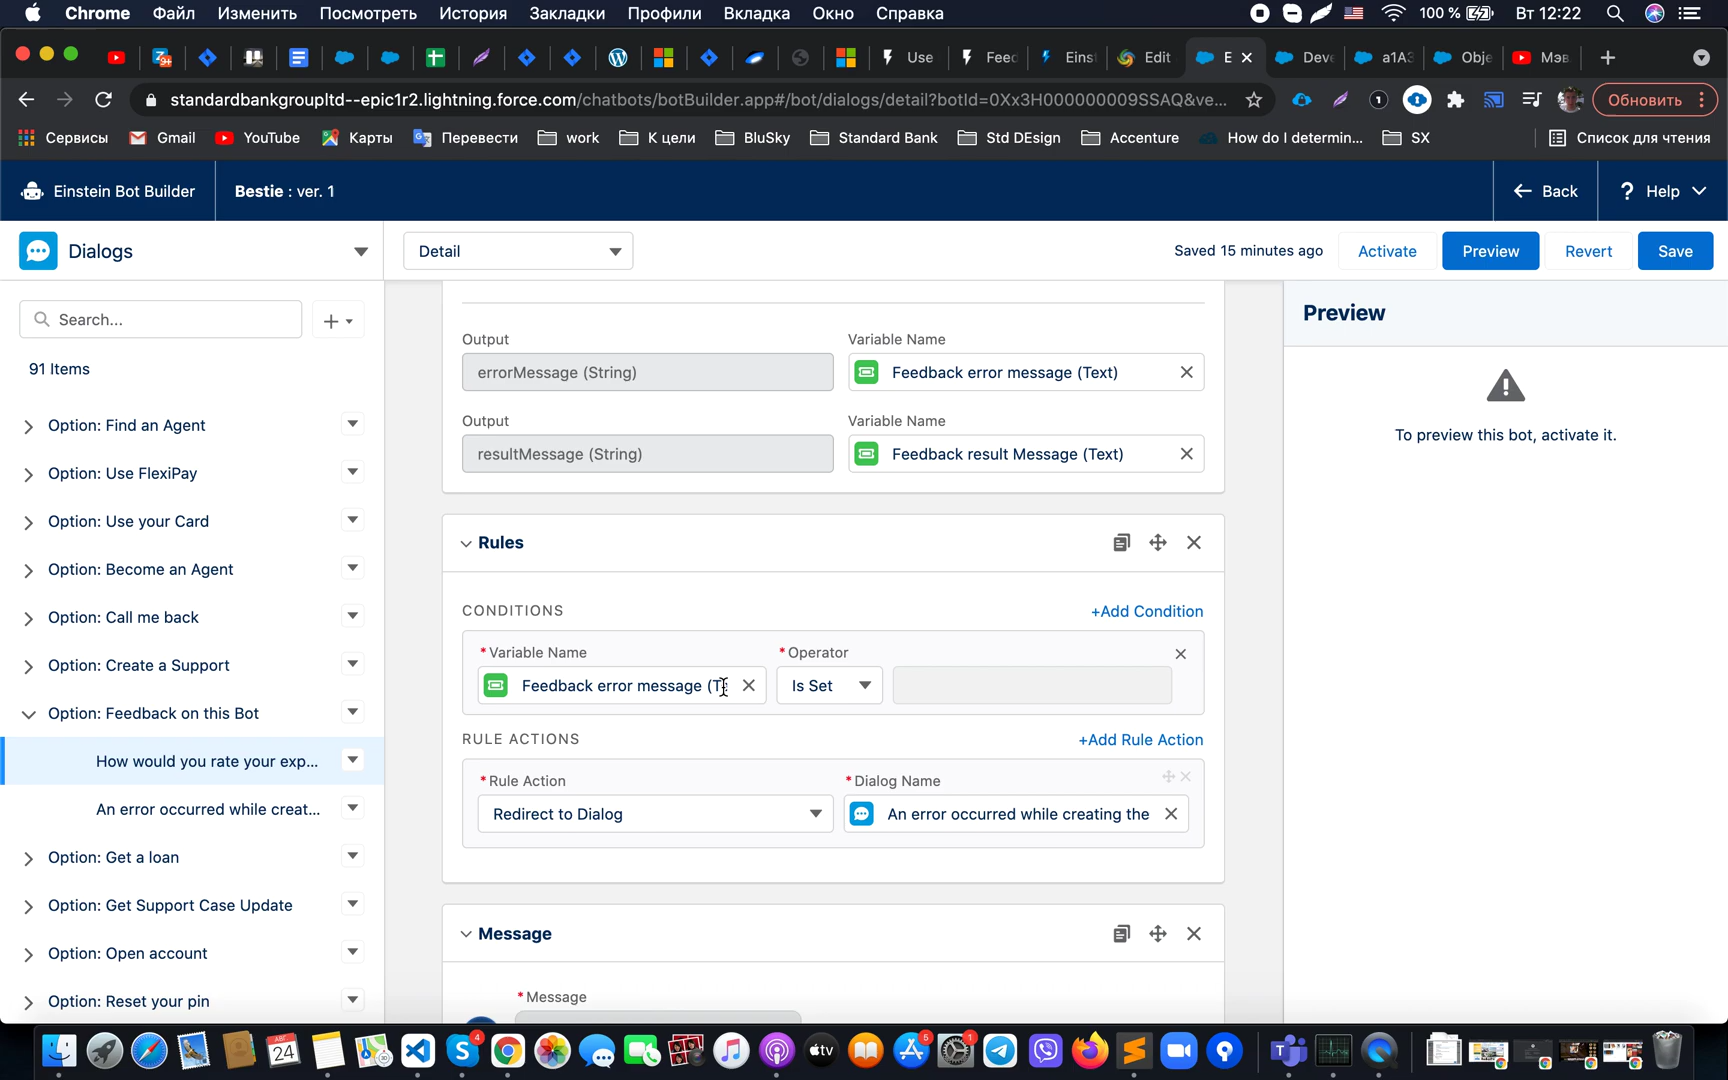 Chrome Файл Изменить Посмотреть История Закладки Профили Вкладка Окно Справка 100 % Вт 12:22
Use Feed Einst Edit E Deve a1A3 Obje Мэв
standardbankgroupltd--epic1r2.lightning.force.com/chatbots/botBuilder.app#/bot/dialogs/detail?botId=0Xx3H000000009SSAQ&ve... Обновить
Сервисы Gmail YouTube Карты Перевести work К цели BluSky Standard Bank Std DEsign Accenture How do I determin... SX Список для чтения
Einstein Bot Builder Bestie : ver. 1 Back ? Help
Dialogs Detail Saved 15 minutes ago Activate Preview Revert Save
Search...
91 Items
Option: Find an Agent
Option: Use FlexiPay
Option: Use your Card
Option: Become an Agent
Option: Call me back
Option: Create a Support
Option: Feedback on this Bot
How would you rate your exp...
An error occurred while creat...
Option: Get a loan
Option: Get Support Case Update
Option: Open account
Option: Reset your pin
Output Variable Name
errorMessage (String) Feedback error message (Text)
Output Variable Name
resultMessage (String) Feedback result Message (Text)
Rules
CONDITIONS +Add Condition
*Variable Name *Operator
Feedback error message (Te Is Set
RULE ACTIONS +Add Rule Action
*Rule Action *Dialog Name
Redirect to Dialog An error occurred while creating the
Message
*Message
Preview
To preview this bot, activate it.